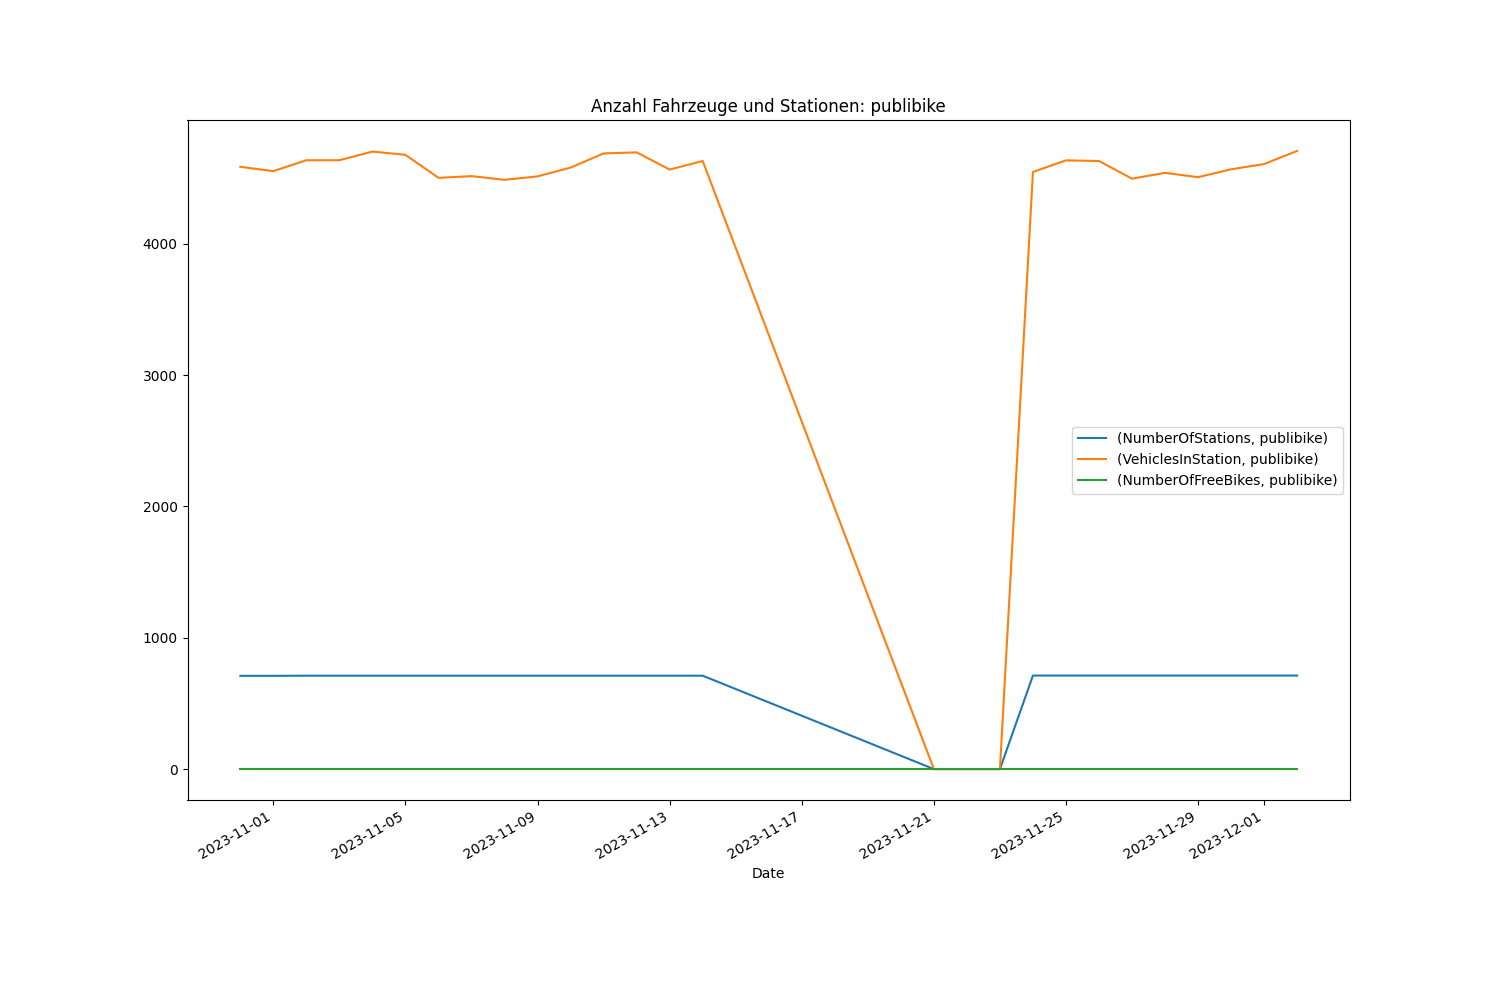 Anzahl Fahrzeuge und Stationen: publibike
4000
3000
2000
1000
0
(NumberOfStations, publibike)
(VehiclesInStation, publibike)
(NumberOfFreeBikes, publibike)
2023-11-01
2023-11-05
2023-11-09
2023-11-13
2023-11-17
2023-11-21
2023-11-25
2023-11-29
2023-12-01
Date